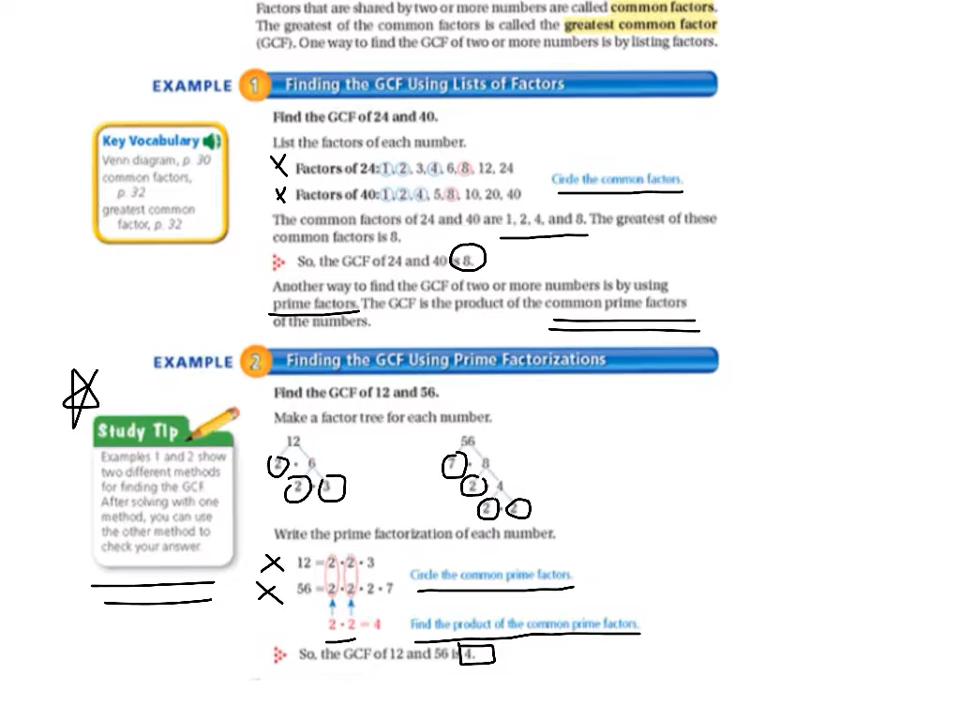 Factors that are shared by two or more numbers are called common factors.
The greatest of the common factors is called the greatest common factor
(GCF). One way to find the GCF of two or more numbers is by listing factors.
EXAMPLE 1 Finding the GCF Using Lists of Factors
Find the GCF of 24 and 40.
List the factors of each number.
Factors of 24: 1, 2, 3, 4, 6, 8, 12, 24
Factors of 40: 1, 2, 4, 5, 8, 10, 20, 40
Circle the common factors.
The common factors of 24 and 40 are 1, 2, 4, and 8. The greatest of these
common factors is 8.
So, the GCF of 24 and 40 is 8.
Another way to find the GCF of two or more numbers is by using
prime factors. The GCF is the product of the common prime factors
of the numbers.
Key Vocabulary
Venn diagram, p. 30
common factors,
p. 32
greatest common
factor, p. 32
EXAMPLE 2 Finding the GCF Using Prime Factorizations
Find the GCF of 12 and 56.
Make a factor tree for each number.
12
2 · 6
2 · 3
56
7 · 8
2 · 4
2 · 2
Write the prime factorization of each number.
12 = 2 · 2 · 3
56 = 2 · 2 · 2 · 7
Circle the common prime factors.
2 · 2 = 4
Find the product of the common prime factors.
So, the GCF of 12 and 56 is 4.
Study Tip
Examples 1 and 2 show
two different methods
for finding the GCF.
After solving with one
method, you can use
the other method to
check your answer.